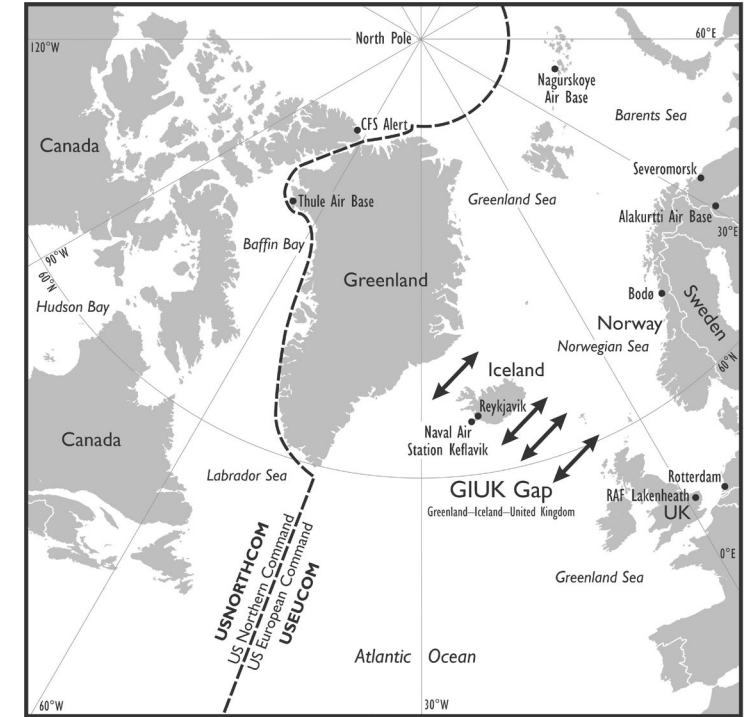 120°W
North Pole
60°E
Nagurskoye
Air Base
Barents Sea
CFS Alert
Canada
Severomorsk
Thule Air Base
Greenland Sea
Alakurtti Air Base
30°E
Baffin Bay
90°W
60°N
Greenland
Hudson Bay
Bodø
Sweden
Norway
Norwegian Sea
60°N
Iceland
Reykjavik
Naval Air
Station Keflavik
Canada
Labrador Sea
GIUK Gap
Greenland–Iceland–United Kingdom
Rotterdam
RAF Lakenheath
UK
0°E
USNORTHCOM
US Northern Command
US European Command
USEUCOM
Greenland Sea
Atlantic Ocean
60°W
30°W